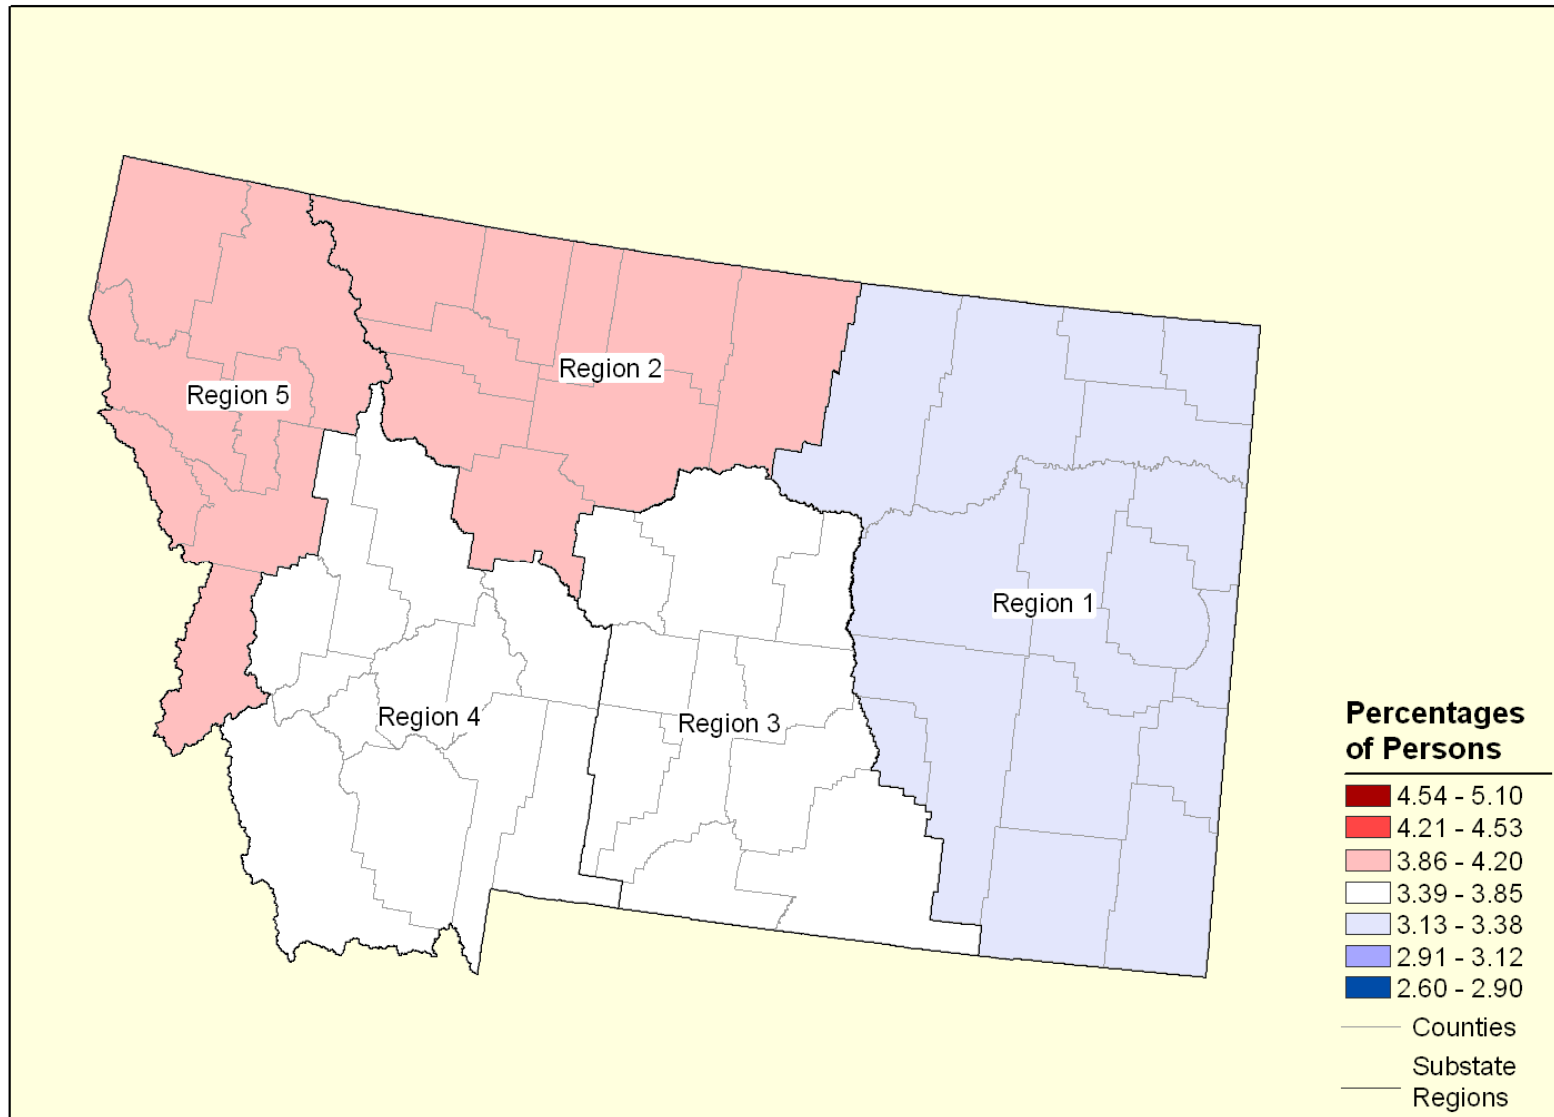 Region 2
Region 5
Region 1
Region 4
Region 3
Percentages
of Persons
4.54 - 5.10
4.21 - 4.53
3.86 - 4.20
3.39 - 3.85
3.13 - 3.38
2.91 - 3.12
2.60 - 2.90
Counties
Substate
Regions